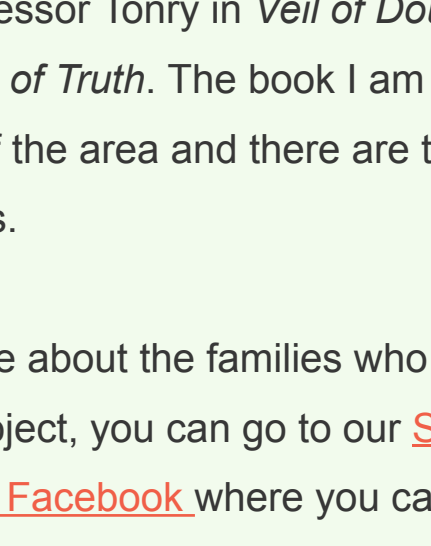 essor Tonry in Veil of Do
of Truth. The book I am
the area and there are t
s.
e about the families who
oject, you can go to our S
Facebook where you ca